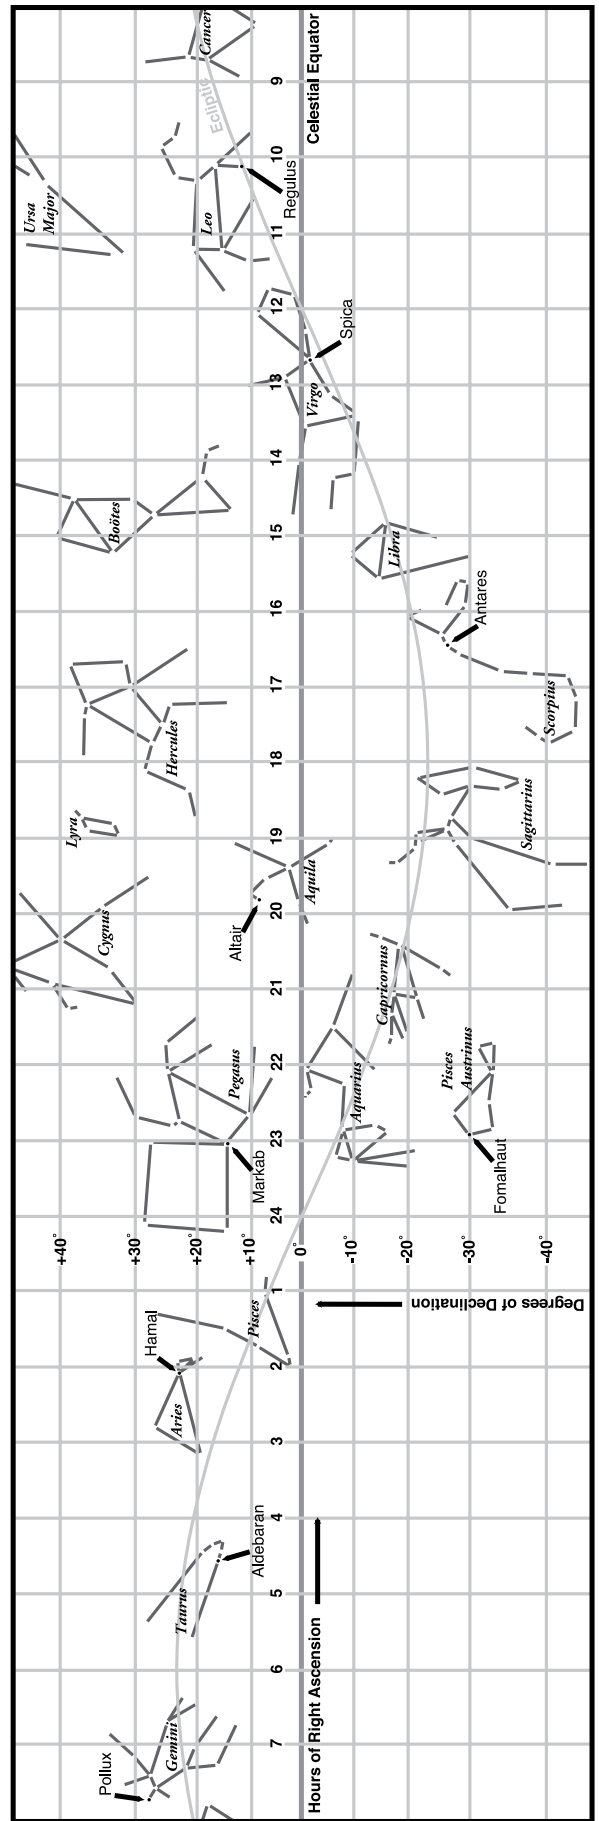 Ursa
Major
+40°
Lyra
Pollux
Cygnus
Boötes
+30°
Hamal
Gemini
Hercules
Aries
Taurus
+20°
Cancer
Leo
Ecliptic
Pegasus
Altair
+10°
Pisces
Markab
Aldebaran
7 6 5 4 3 2 1 24 23 22 21 20 19 18 17 16 15 14 13 12 11 10 9
Regulus
0°
Aquila
Virgo
Hours of Right Ascension
Celestial Equator
Spica
-10°
Aquarius
Capricornus
Libra
-20°
Pisces
Austrinus
-30°
Antares
Fomalhaut
Sagittarius
-40°
Scorpius
Degrees of Declination